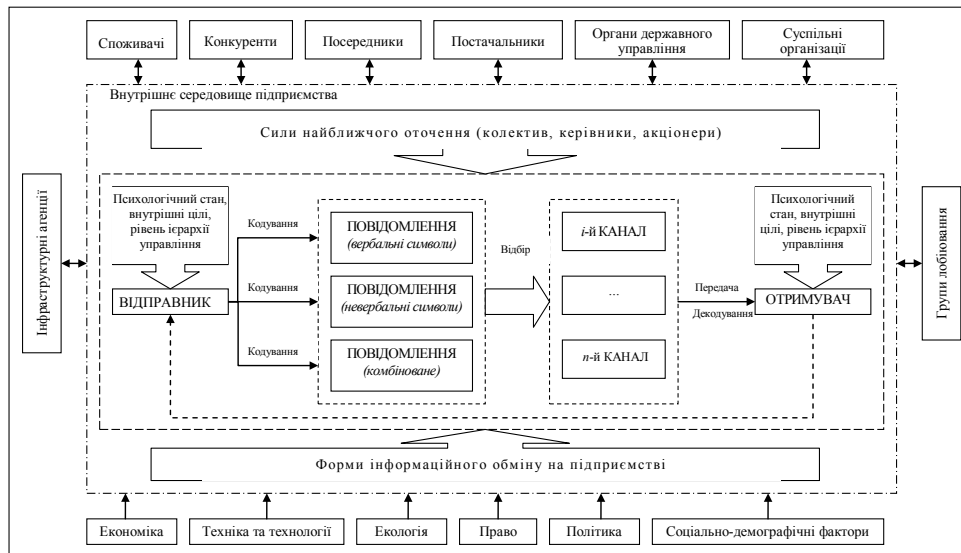 Споживачі
Конкуренти
Посередники
Постачальники
Органи державного
управління
Суспільні
організації
Внутрішнє середовище підприємства
Сили найближчого оточення (колектив, керівники, акціонери)
Інфраструктурні агенції
Психологічний стан,
внутрішні цілі,
рівень ієрархії
управління
ВІДПРАВНИК
Кодування
Кодування
Кодування
ПОВІДОМЛЕННЯ
(вербальні символи)
ПОВІДОМЛЕННЯ
(невербальні символи)
ПОВІДОМЛЕННЯ
(комбіноване)
Відбір
i-й КАНАЛ
...
n-й КАНАЛ
Передача
Декодування
Психологічний
стан, внутрішні
цілі, рівень ієрархії
управління
ОТРИМУВАЧ
Групи лобіювання
Форми інформаційного обміну на підприємстві
Економіка
Техніка та технології
Екологія
Право
Політика
Соціально-демографічні фактори